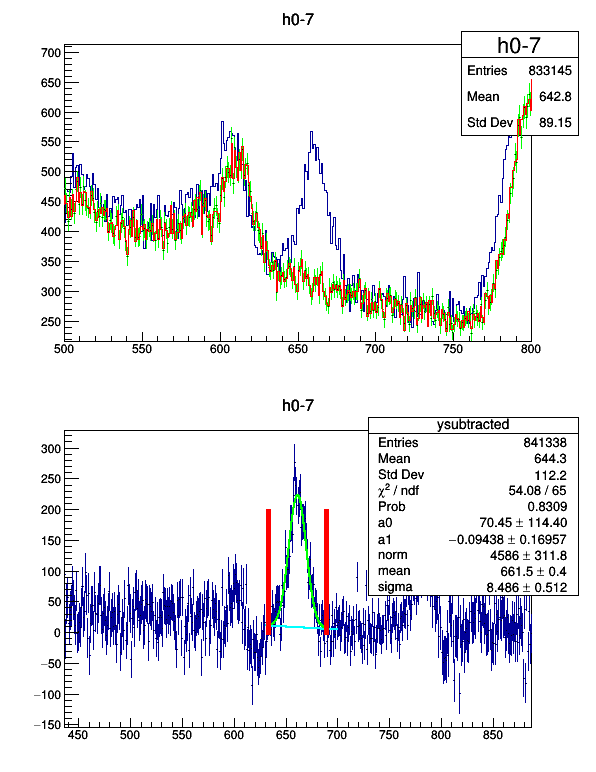 h0-7
h0-7
Entries 833145
Mean 642.8
Std Dev 89.15
700
650
600
550
500
450
400
350
300
250
500 550 600 650 700 750 800
h0-7
ysubtracted
Entries 841338
Mean 644.3
Std Dev 112.2
χ² / ndf 54.08 / 65
Prob 0.8309
a0 70.45 ± 114.40
a1 −0.09438 ± 0.16957
norm 4586 ± 311.8
mean 661.5 ± 0.4
sigma 8.486 ± 0.512
300
250
200
150
100
50
0
−50
−100
−150
450 500 550 600 650 700 750 800 850